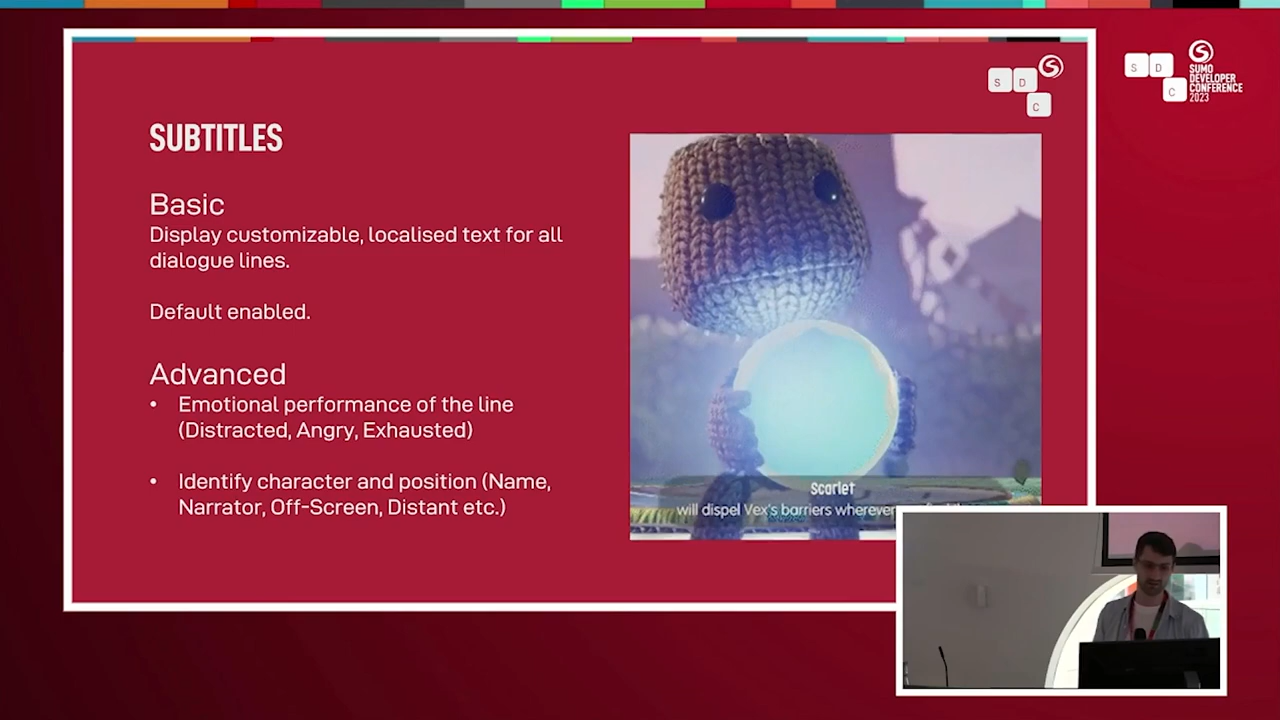 SUBTITLES
Basic
Display customizable, localised text for all
dialogue lines.
Default enabled.
Advanced
• Emotional performance of the line
(Distracted, Angry, Exhausted)
• Identify character and position (Name,
Narrator, Off-Screen, Distant etc.)
S D
C
Scarlet
will dispel Vex's barriers wherever
S D
C
SUMO
DEVELOPER
CONFERENCE
2023